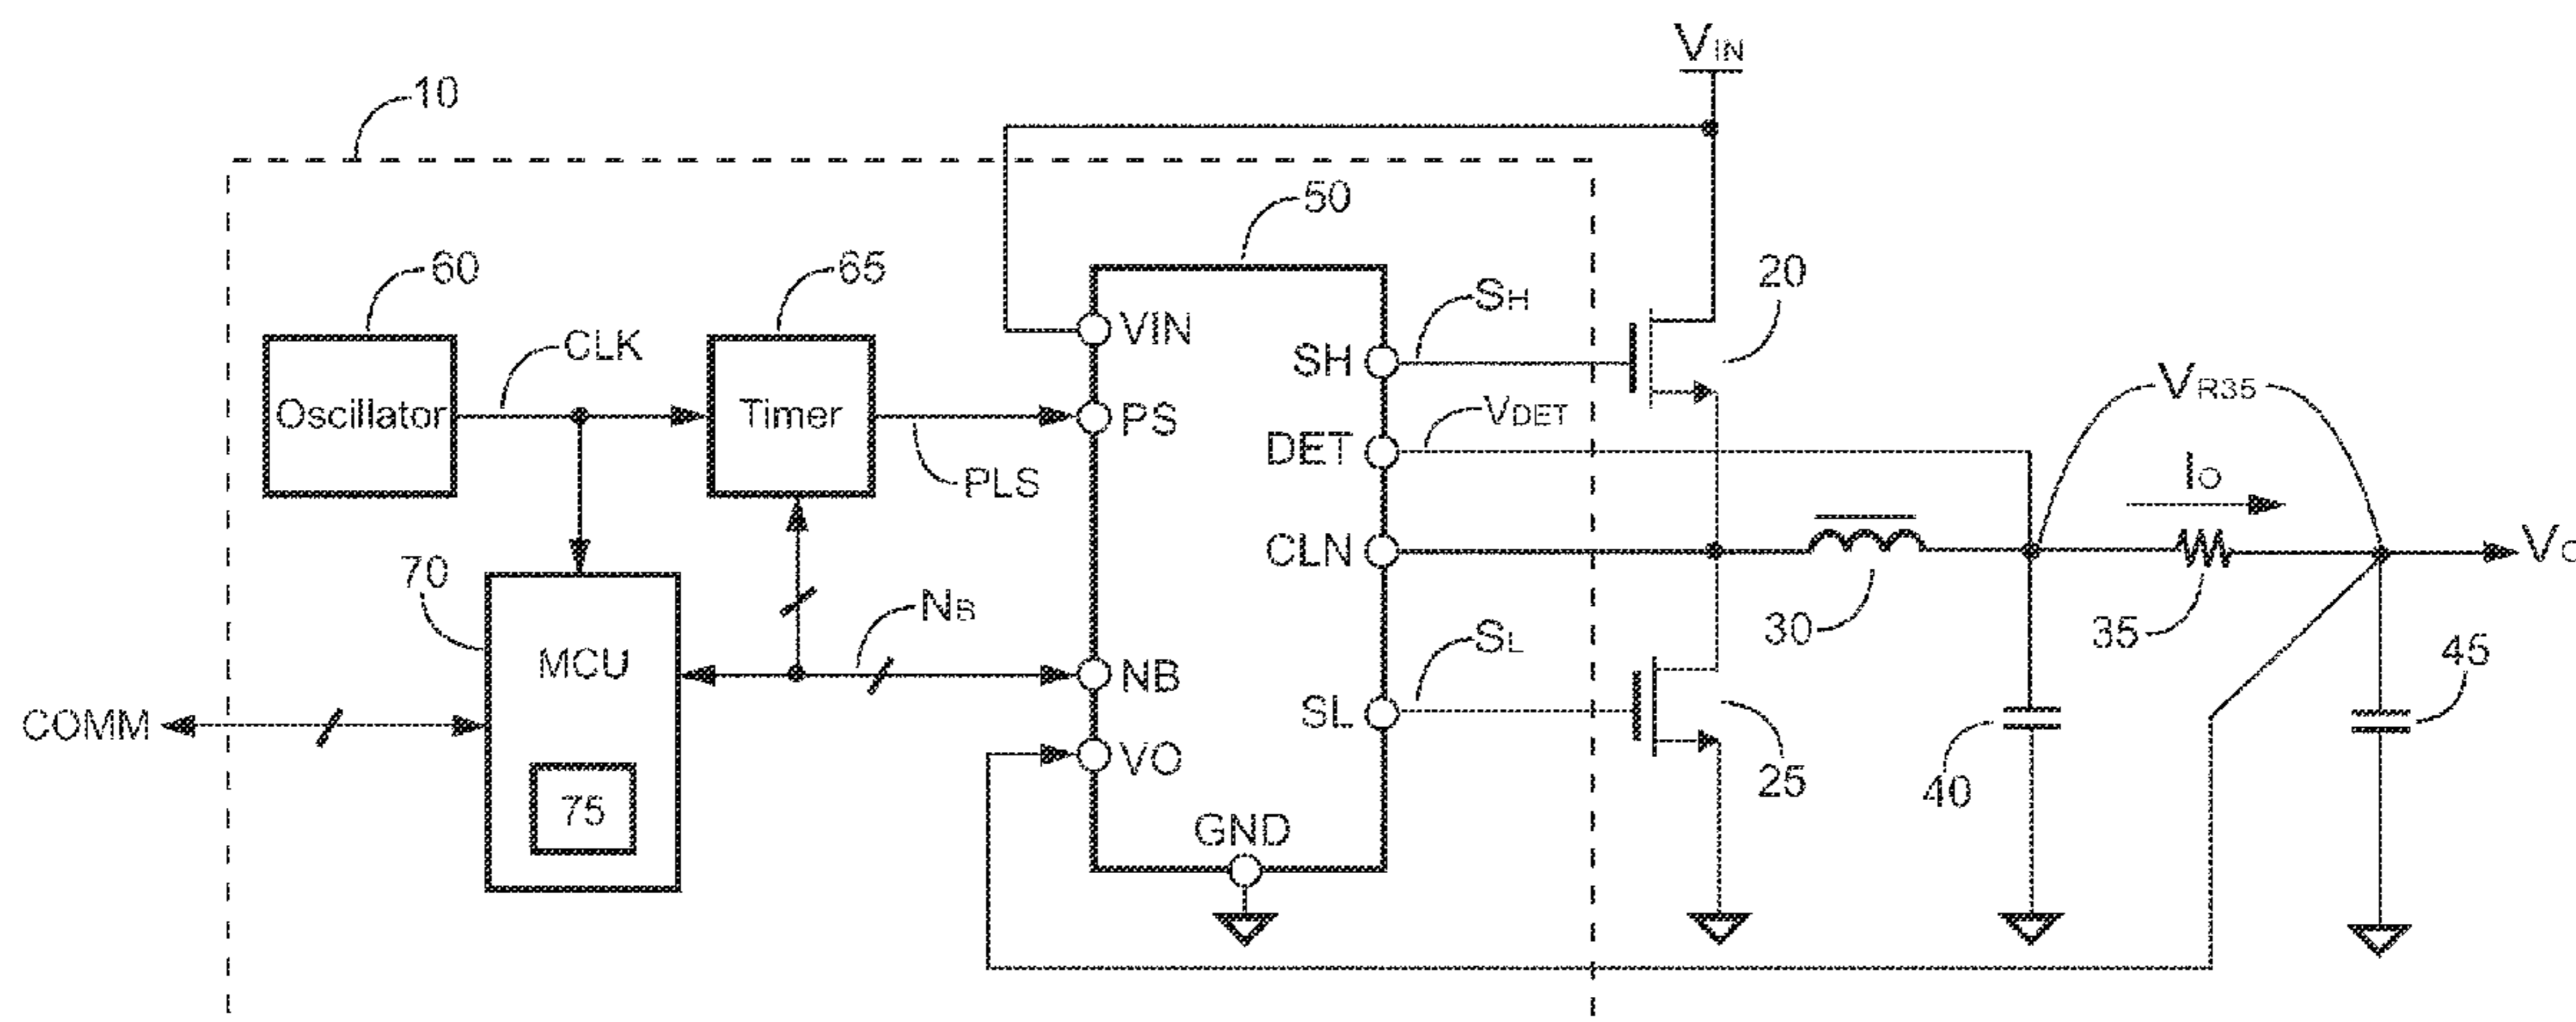 VIN
10
50
60
65
20
SH
CLK
VIN
SH
VR35
VDET
Oscillator
Timer
PS
DET
IO
PLS
CLN
VO
70
NB
30
35
MCU
NB
SL
45
SL
COMM
VO
25
40
75
GND